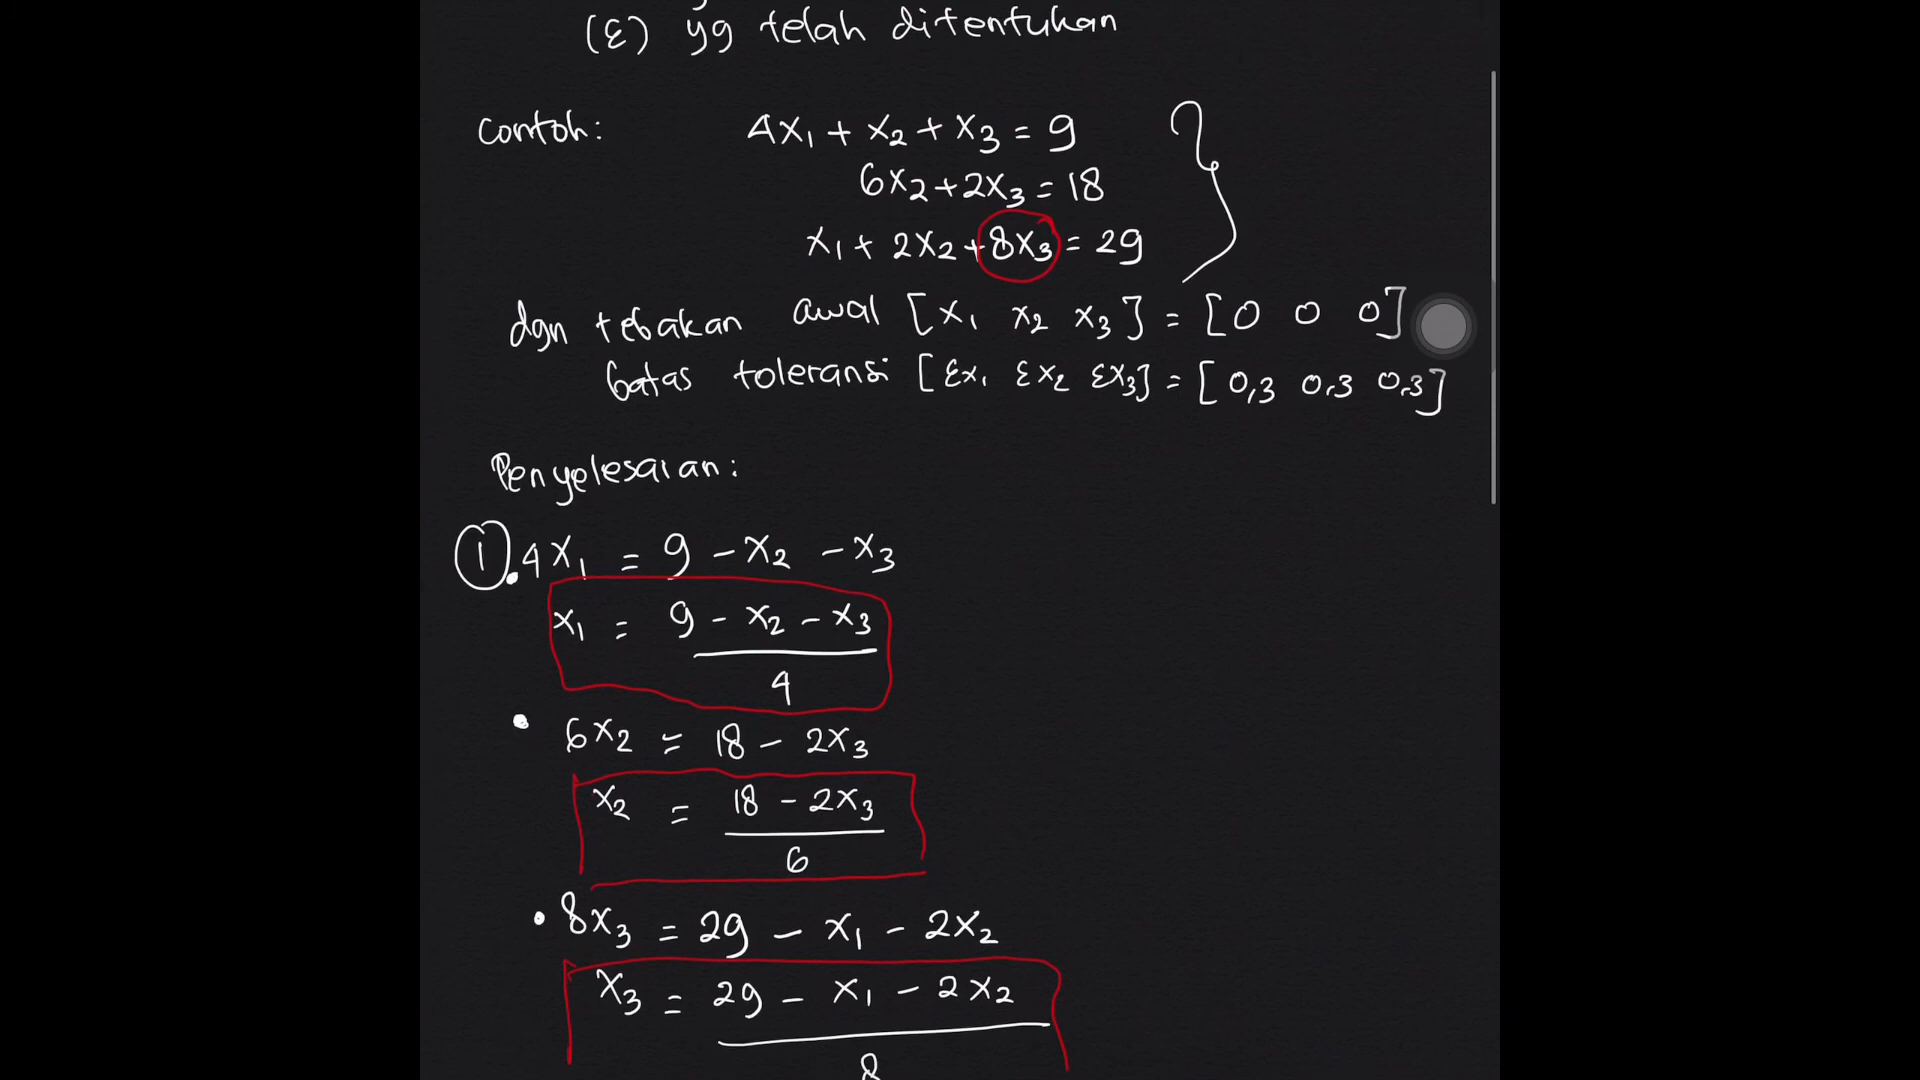 (ε) yg telah ditentukan
Contoh: 4x₁ + x₂ + x₃ = 9
6x₂ + 2x₃ = 18
x₁ + 2x₂ + 8x₃ = 29
dgn tebakan awal [x₁ x₂ x₃] = [0 0 0]
batas toleransi [εx₁ εx₂ εx₃] = [0,3 0,3 0,3]
Penyelesaian:
①. 4x₁ = 9 - x₂ - x₃
x₁ = 9 - x₂ - x₃
4
• 6x₂ = 18 - 2x₃
x₂ = 18 - 2x₃
6
• 8x₃ = 29 - x₁ - 2x₂
x₃ = 29 - x₁ - 2x₂
8